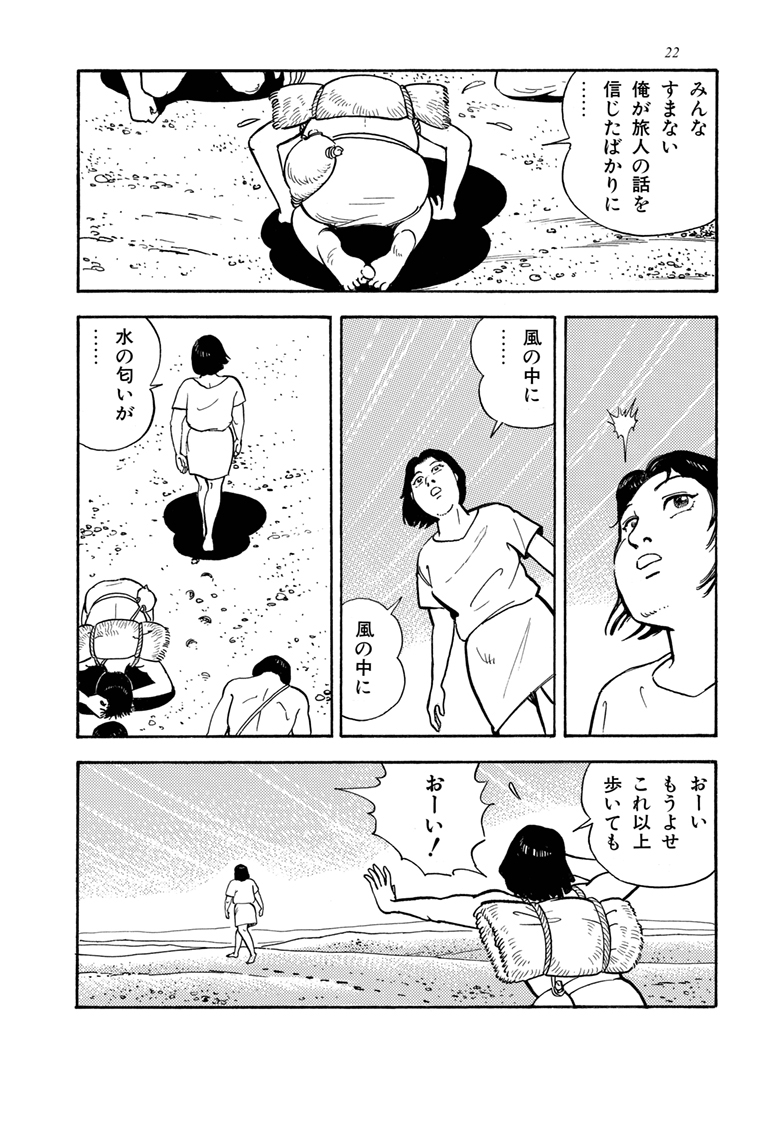 22
みんな
すまない
俺が旅人の話を
信じたばかりに
……
風の中に
……
風の中に
水の匂いが
……
おーい
もうよせ
これ以上
歩いても
おーい！